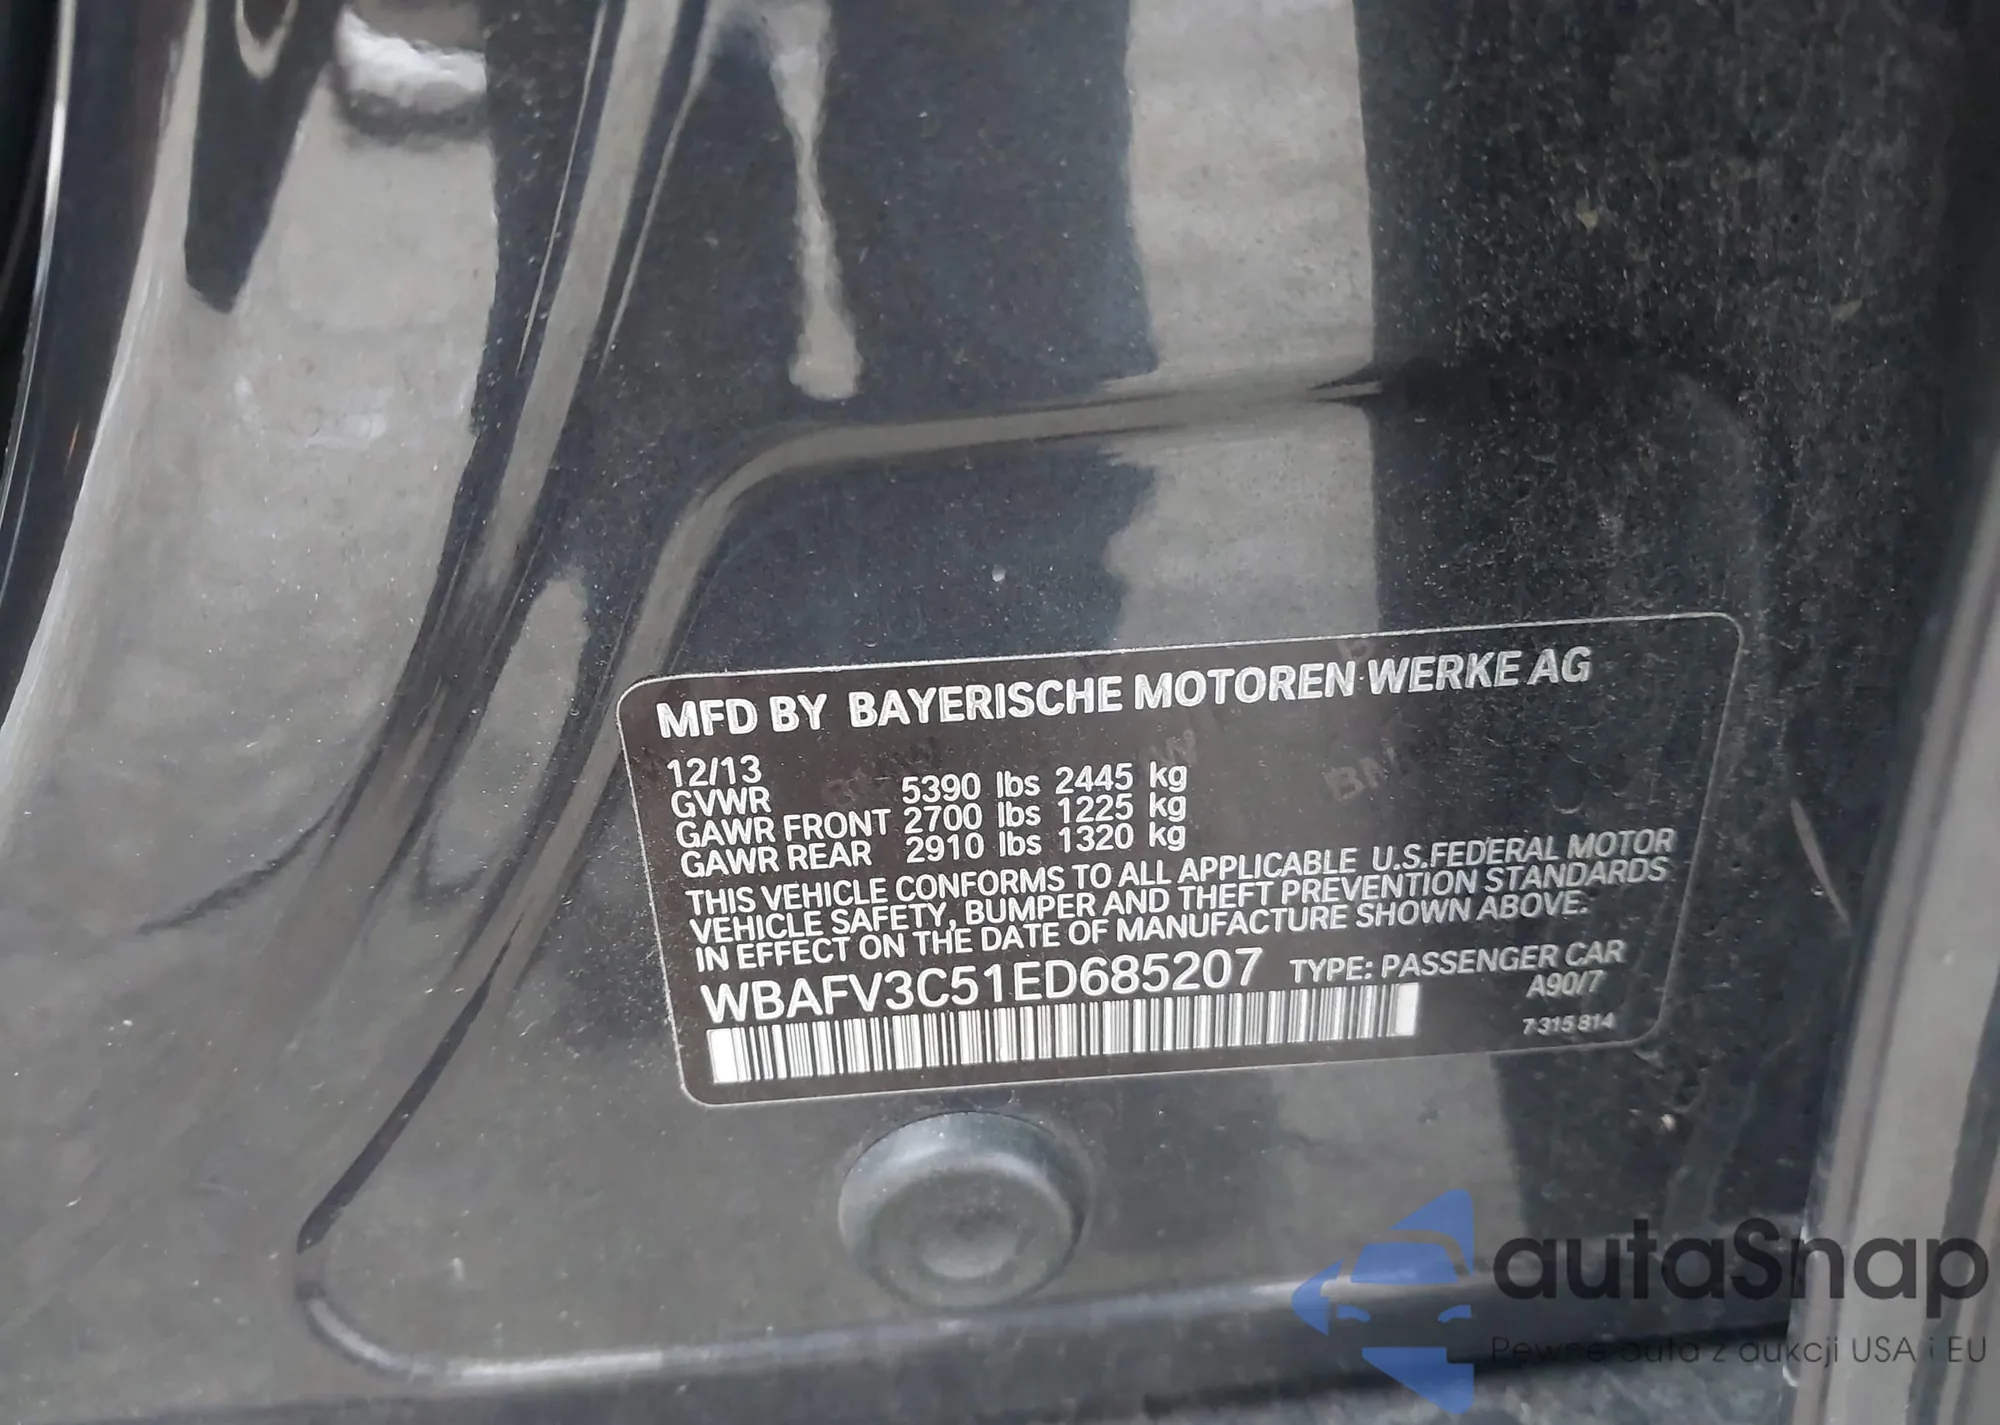 MFD BY BAYERISCHE MOTOREN WERKE AG
12/13
GVWR 5390 lbs 2445 kg
GAWR FRONT 2700 lbs 1225 kg
GAWR REAR 2910 lbs 1320 kg
THIS VEHICLE CONFORMS TO ALL APPLICABLE U.S.FEDERAL MOTOR
VEHICLE SAFETY, BUMPER AND THEFT PREVENTION STANDARDS
IN EFFECT ON THE DATE OF MANUFACTURE SHOWN ABOVE.
WBAFV3C51ED685207 TYPE: PASSENGER CAR
A90/7
7 315 814
autaSnap
Pewne auta z aukcji USA i EU